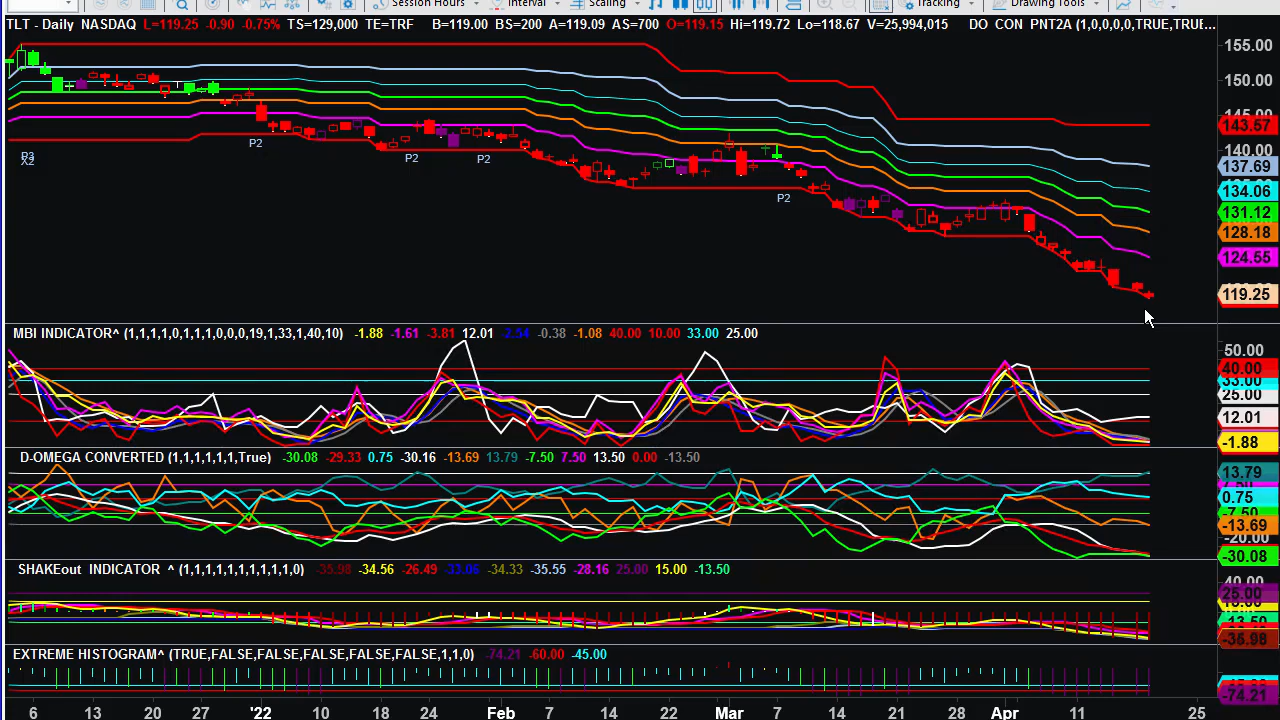 Session Hours Interval Scaling Tracking Drawing Tools
TLT - Daily NASDAQ L=119.25 -0.90 -0.75% TS=129,000 TE=TRF B=119.00 BS=200 A=119.09 AS=700 O=119.15 Hi=119.72 Lo=118.67 V=25,994,015 DO CON PNT2A (1,0,0,0,0,TRUE,TRUE...
155.00
150.00
145.00
143.67
140.00
137.69
134.06
131.12
128.18
124.55
119.25
P3
X2
P2
P2
P2
P2
MBI INDICATOR^ (1,1,1,1,0,1,1,1,0,0,0,19,1,33,1,40,10) -1.88 -1.61 -3.81 12.01 -2.54 -0.38 -1.08 40.00 10.00 33.00 25.00
50.00
40.00
33.00
25.00
12.01
-1.88
D-OMEGA CONVERTED (1,1,1,1,1,1,True) -30.08 -29.33 0.75 -30.16 -13.69 13.79 -7.50 7.50 13.50 0.00 -13.50
13.79
0.75
-7.50
-13.69
-20.00
-30.08
SHAKEout INDICATOR ^ (1,1,1,1,1,1,1,1,1,1,0) -35.98 -34.56 -26.49 -33.06 -34.33 -35.55 -28.16 25.00 15.00 -13.50
40.00
25.00
-13.50
-36.98
EXTREME HISTOGRAM^ (TRUE,FALSE,FALSE,FALSE,FALSE,FALSE,1,1,0) -74.21 -60.00 -45.00
-74.21
6 13 20 27 '22 10 18 24 Feb 7 14 22 Mar 7 14 21 28 Apr 11 25